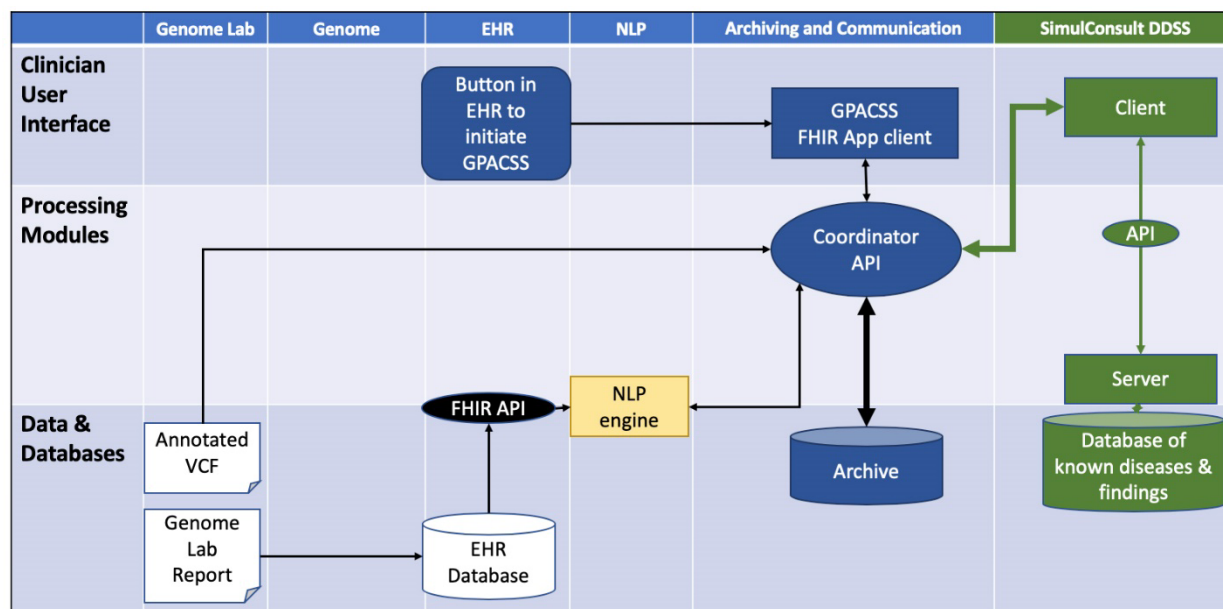 Genome Lab
Genome
EHR
NLP
Archiving and Communication
SimulConsult DDSS
Clinician
User
Interface
Button in
EHR to
initiate
GPACSS
GPACSS
FHIR App client
Client
Processing
Modules
Coordinator
API
API
Server
Data &
Databases
FHIR API
NLP
engine
Annotated
VCF
Archive
Database of
known diseases &
findings
Genome
Lab
Report
EHR
Database